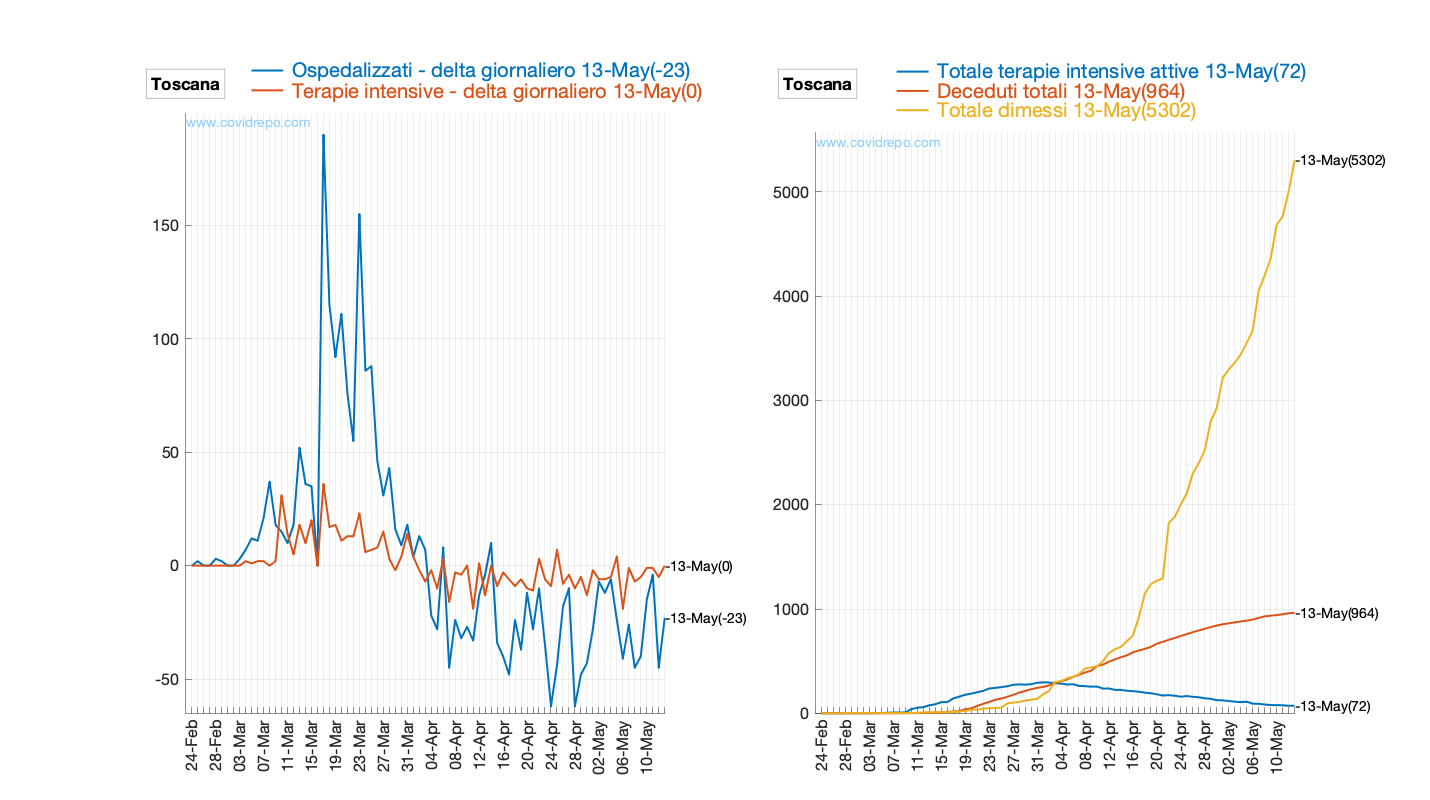 Toscana
Ospedalizzati - delta giornaliero 13-May(-23)
Terapie intensive - delta giornaliero 13-May(0)
www.covidrepo.com
150
100
50
0
-50
-13-May(0)
-13-May(-23)
24-Feb
28-Feb
03-Mar
07-Mar
11-Mar
15-Mar
19-Mar
23-Mar
27-Mar
31-Mar
04-Apr
08-Apr
12-Apr
16-Apr
20-Apr
24-Apr
28-Apr
02-May
06-May
10-May
Toscana
Totale terapie intensive attive 13-May(72)
Deceduti totali 13-May(964)
Totale dimessi 13-May(5302)
www.covidrepo.com
5000
4000
3000
2000
1000
0
-13-May(5302)
-13-May(964)
-13-May(72)
24-Feb
28-Feb
03-Mar
07-Mar
11-Mar
15-Mar
19-Mar
23-Mar
27-Mar
31-Mar
04-Apr
08-Apr
12-Apr
16-Apr
20-Apr
24-Apr
28-Apr
02-May
06-May
10-May